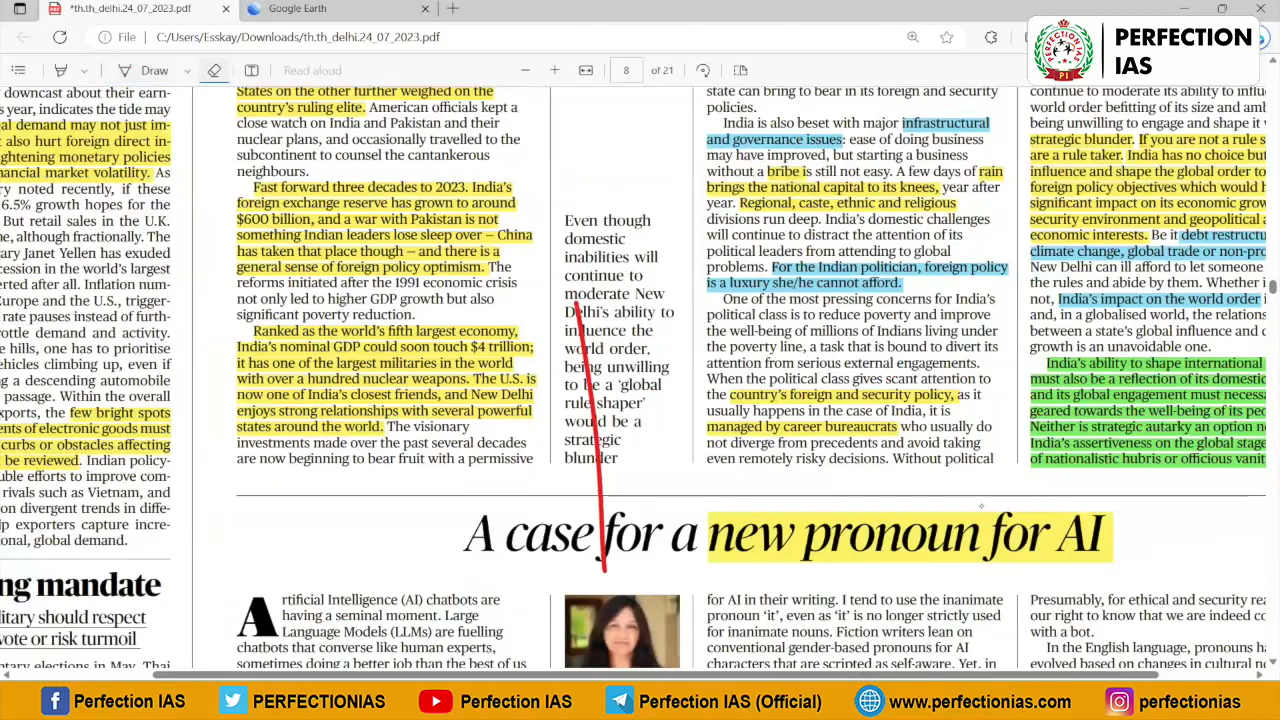 *th.th_delhi.24_07_2023.pdf
Google Earth
File
C:/Users/Esskay/Downloads/th.th_delhi.24_07_2023.pdf
PERFECTION
IAS
Draw
Read aloud
8
of 21
downcast about their earn-
s year, indicates the tide may
al demand may not just im-
t also hurt foreign direct in-
ghtening monetary policies
nancial market volatility. As
ry noted recently, if these
6.5% growth hopes for the
But retail sales in the U.K.
ne, although fractionally. The
ary Janet Yellen has exuded
cession in the world's largest
erted after all. Inflation num-
Europe and the U.S., trigger-
rate pauses instead of furth-
ottle demand and activity.
e hills, one has to prioritise
ehicles climbing up, even if
g a descending automobile
passage. Within the overall
xports, the few bright spots
ents of electronic goods must
curbs or obstacles affecting
be reviewed. Indian policy-
uble efforts to improve com-
rivals such as Vietnam, and
on divergent trends in diffe-
lp exporters capture incre-
onal, global demand.
ng mandate
litary should respect
vote or risk turmoil
ntary elections in May, Thai
States on the other further weighed on the
country's ruling elite. American officials kept a
close watch on India and Pakistan and their
nuclear plans, and occasionally travelled to the
subcontinent to counsel the cantankerous
neighbours.
Fast forward three decades to 2023. India's
foreign exchange reserve has grown to around
$600 billion, and a war with Pakistan is not
something Indian leaders lose sleep over – China
has taken that place though – and there is a
general sense of foreign policy optimism. The
reforms initiated after the 1991 economic crisis
not only led to higher GDP growth but also
significant poverty reduction.
Ranked as the world's fifth largest economy,
India's nominal GDP could soon touch $4 trillion;
it has one of the largest militaries in the world
with over a hundred nuclear weapons. The U.S. is
now one of India's closest friends, and New Delhi
enjoys strong relationships with several powerful
states around the world. The visionary
investments made over the past several decades
are now beginning to bear fruit with a permissive
Even though
domestic
inabilities will
continue to
moderate New
Delhi's ability to
influence the
world order,
being unwilling
to be a 'global
rule shaper'
would be a
strategic
blunder
state can bring to bear in its foreign and security
policies.
India is also beset with major infrastructural
and governance issues: ease of doing business
may have improved, but starting a business
without a bribe is still not easy. A few days of rain
brings the national capital to its knees, year after
year. Regional, caste, ethnic and religious
divisions run deep. India's domestic challenges
will continue to distract the attention of its
political leaders from attending to global
problems. For the Indian politician, foreign policy
is a luxury she/he cannot afford.
One of the most pressing concerns for India's
political class is to reduce poverty and improve
the well-being of millions of Indians living under
the poverty line, a task that is bound to divert its
attention from serious external engagements.
When the political class gives scant attention to
the country's foreign and security policy, as it
usually happens in the case of India, it is
managed by career bureaucrats who usually do
not diverge from precedents and avoid taking
even remotely risky decisions. Without political
continue to moderate its ability to influ
world order befitting of its size and amb
being unwilling to engage and shape it w
strategic blunder. If you are not a rule s
are a rule taker. India has no choice but
influence and shape the global order to
foreign policy objectives which would h
significant impact on its economic grow
security environment and geopolitical a
economic interests. Be it debt restructu
climate change, global trade or non-pro
New Delhi can ill afford to let someone
the rules and abide by them. Whether i
not, India's impact on the world order i
and, in a globalised world, the relations
between a state's global influence and
growth is an unavoidable one.
India's ability to shape international
must also be a reflection of its domestic
and its global engagement must necessa
geared towards the well-being of its peo
Neither is strategic autarky an option no
India's assertiveness on the global stage
of nationalistic hubris or officious vanit
A case for a new pronoun for AI
Artificial Intelligence (AI) chatbots are
having a seminal moment. Large
Language Models (LLMs) are fuelling
chatbots that converse like human experts,
sometimes doing a better job than the best of us
for AI in their writing. I tend to use the inanimate
pronoun 'it', even as 'it' is no longer strictly used
for inanimate nouns. Fiction writers lean on
conventional gender-based pronouns for AI
characters that are scripted as self-aware. Yet, in
Presumably, for ethical and security rea
our right to know that we are indeed co
with a bot.
In the English language, pronouns ha
evolved based on changes in cultural no
Perfection IAS
PERFECTIONIAS
Perfection IAS
Perfection IAS (Official)
www.perfectionias.com
perfectionias